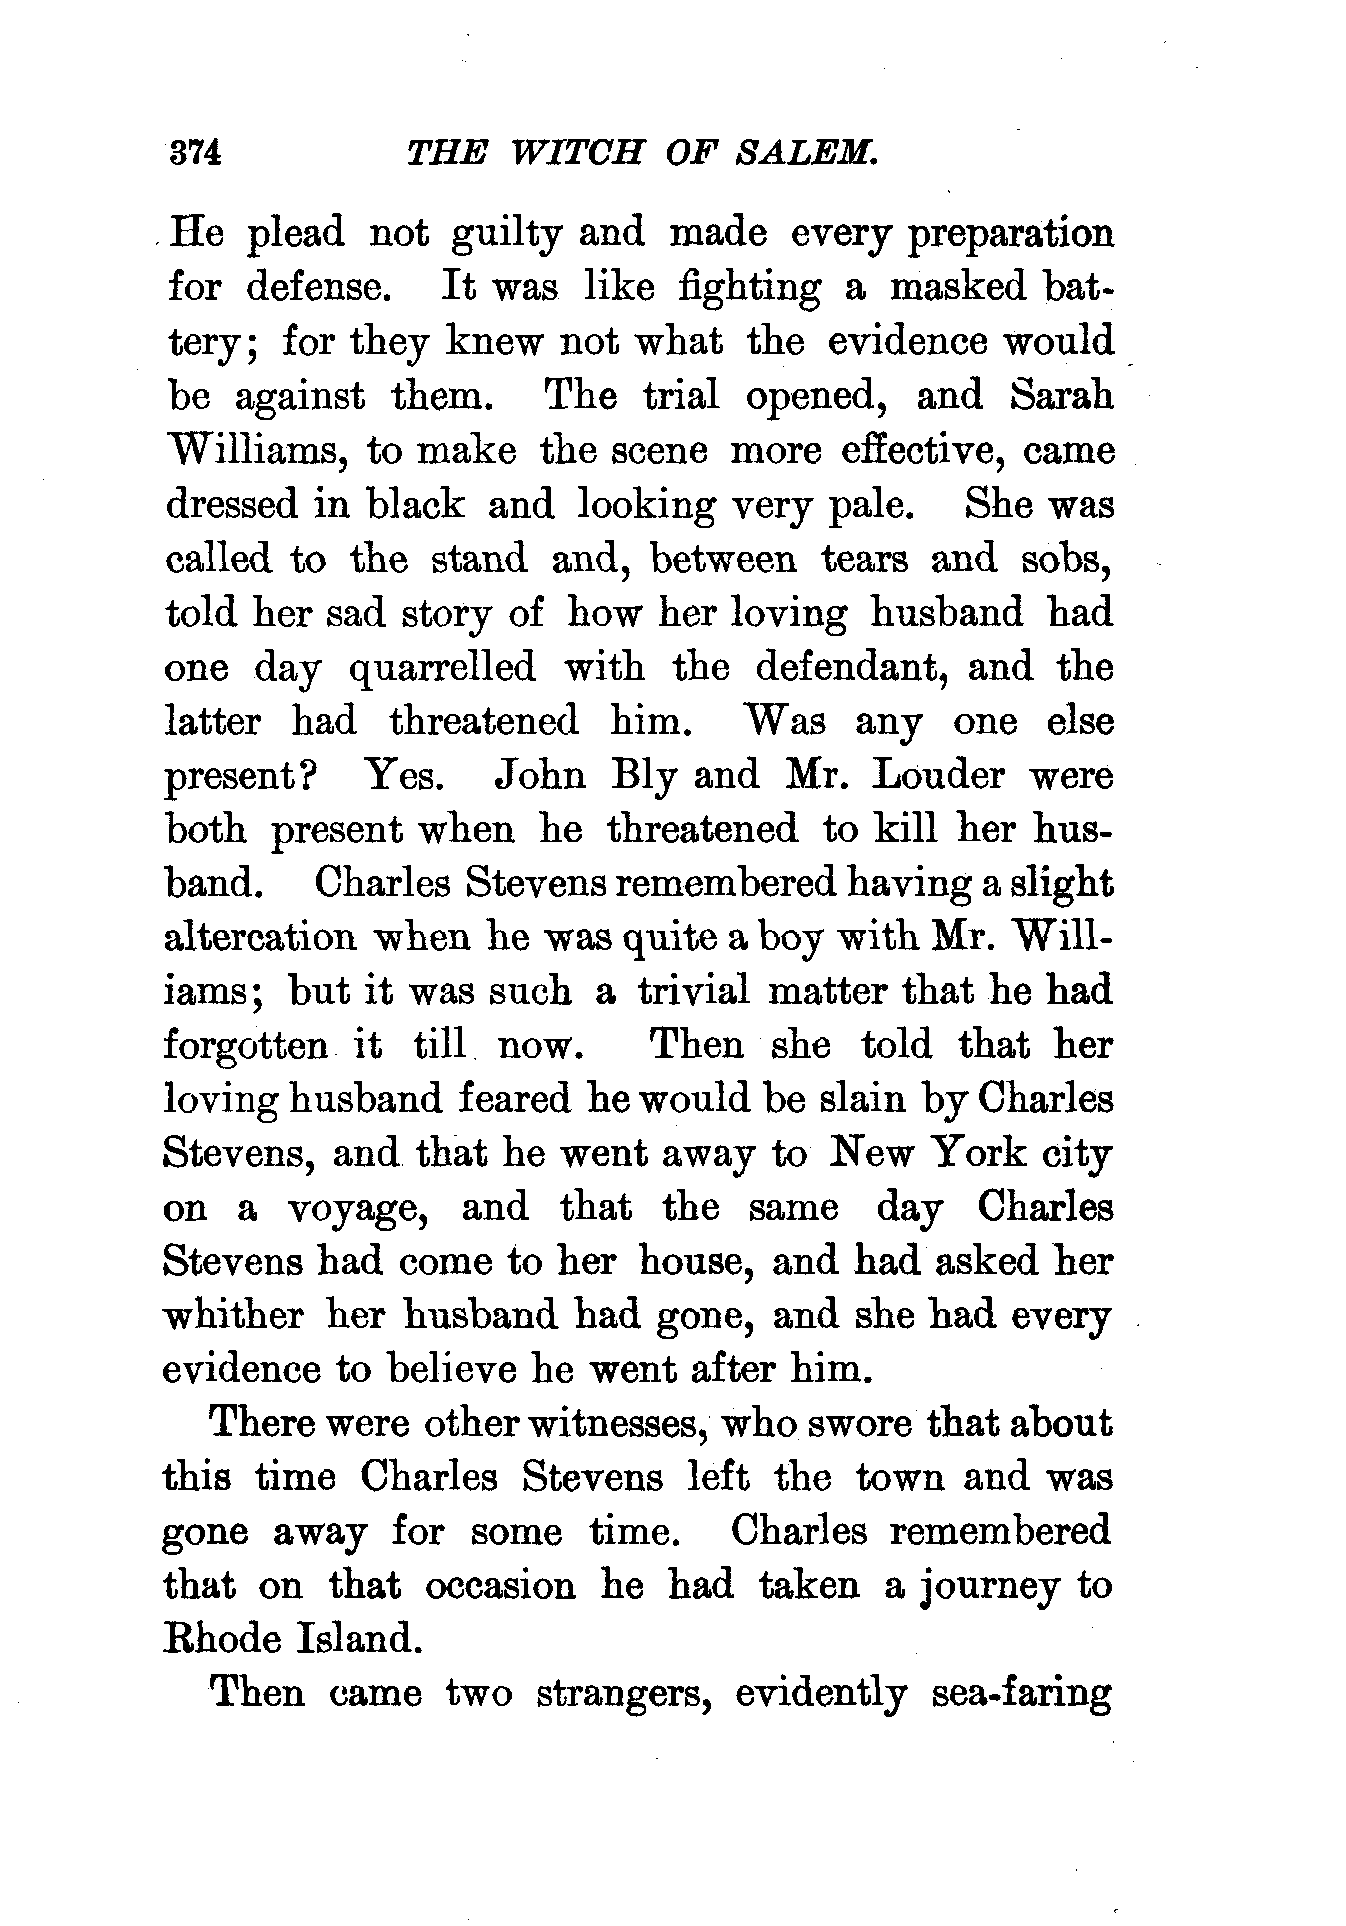 374 THE WITCH OF SALEM.
He plead not guilty and made every preparation
for defense. It was like fighting a masked bat-
tery; for they knew not what the evidence would
be against them. The trial opened, and Sarah
Williams, to make the scene more effective, came
dressed in black and looking very pale. She was
called to the stand and, between tears and sobs,
told her sad story of how her loving husband had
one day quarrelled with the defendant, and the
latter had threatened him. Was any one else
present? Yes. John Bly and Mr. Louder were
both present when he threatened to kill her hus-
band. Charles Stevens remembered having a slight
altercation when he was quite a boy with Mr. Will-
iams; but it was such a trivial matter that he had
forgotten it till now. Then she told that her
loving husband feared he would be slain by Charles
Stevens, and that he went away to New York city
on a voyage, and that the same day Charles
Stevens had come to her house, and had asked her
whither her husband had gone, and she had every
evidence to believe he went after him.
There were other witnesses, who swore that about
this time Charles Stevens left the town and was
gone away for some time. Charles remembered
that on that occasion he had taken a journey to
Rhode Island.
Then came two strangers, evidently sea-faring